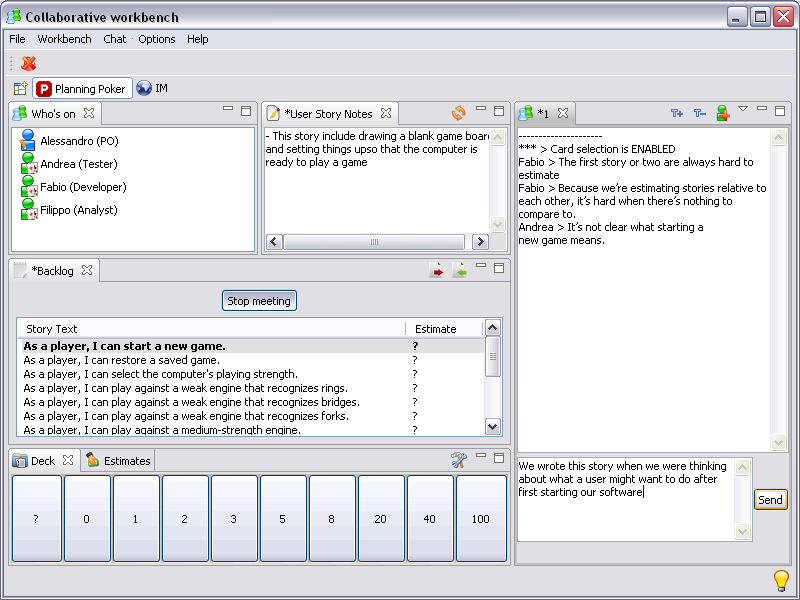 Collaborative workbench
File Workbench Chat Options Help
P Planning Poker IM
Who's on
Alessandro (PO)
Andrea (Tester)
Fabio (Developer)
Filippo (Analyst)
*User Story Notes
- This story include drawing a blank game board
and setting things upso that the computer is
ready to play a game
*Backlog
Stop meeting
Story Text Estimate
As a player, I can start a new game. ?
As a player, I can restore a saved game. ?
As a player, I can select the computer's playing strength. ?
As a player, I can play against a weak engine that recognizes rings. ?
As a player, I can play against a weak engine that recognizes bridges. ?
As a player, I can play against a weak engine that recognizes forks. ?
As a player, I can play against a medium-strength engine. ?
Deck Estimates
? 0 1 2 3 5 8 20 40 100
*1 T+ T-
---------------------
*** > Card selection is ENABLED
Fabio > The first story or two are always hard to
estimate
Fabio > Because we're estimating stories relative to
each other, it's hard when there's nothing to
compare to.
Andrea > It's not clear what starting a
new game means.
We wrote this story when we were thinking
about what a user might want to do after
first starting our software
Send